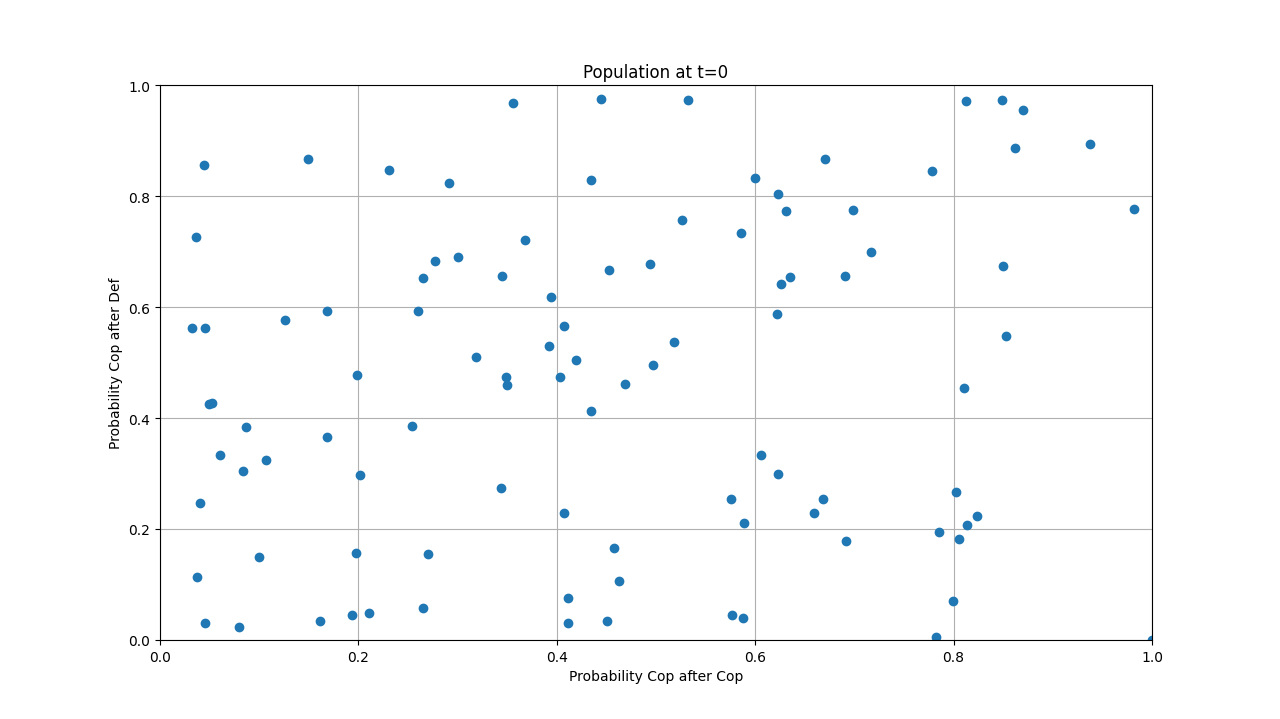 Population at t=0
1.0
0.8
0.6
0.4
0.2
0.0
Probability Cop after Def
0.0 0.2 0.4 0.6 0.8 1.0
Probability Cop after Cop